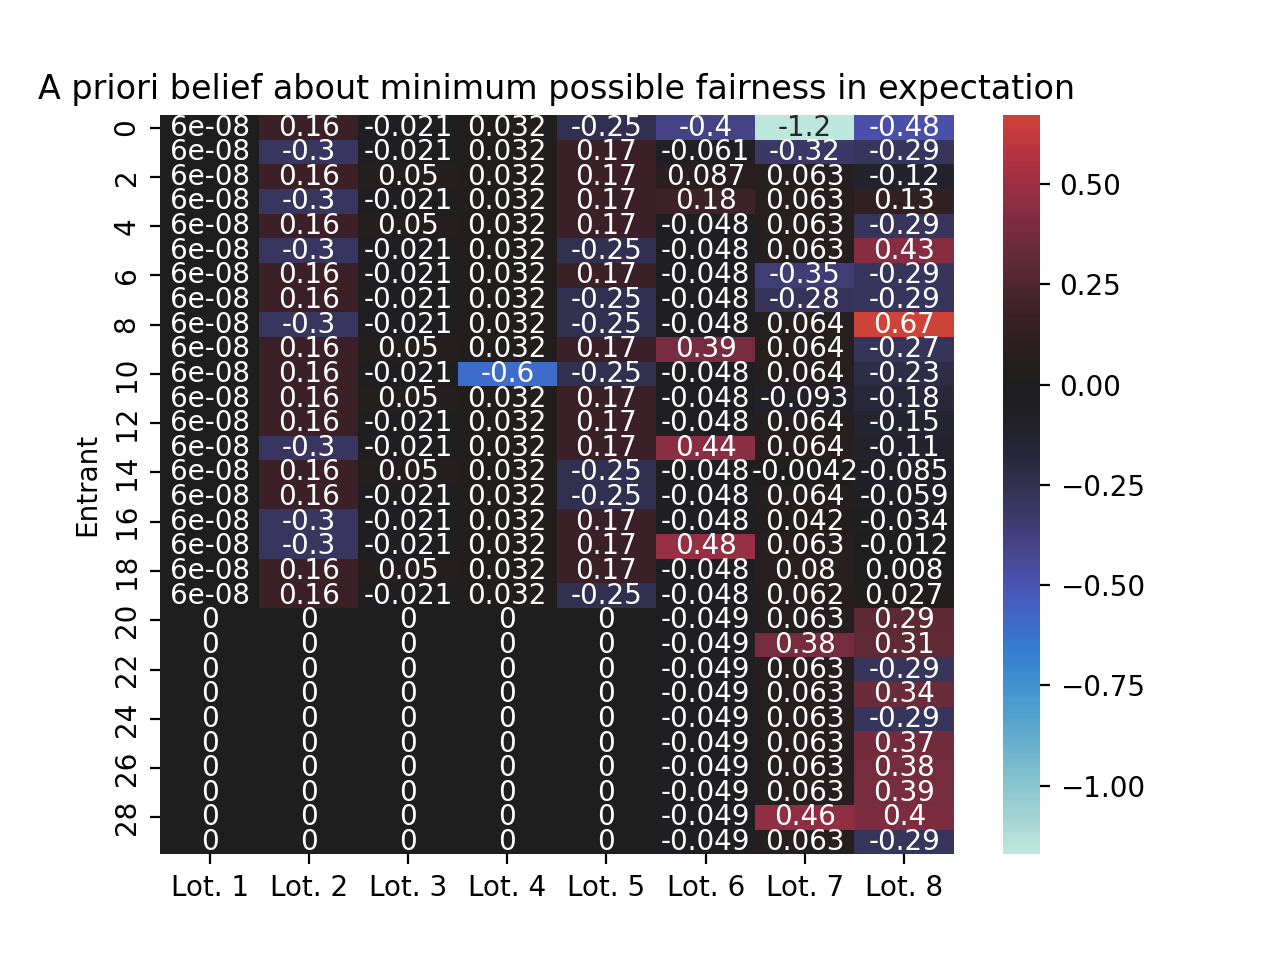 A priori belief about minimum possible fairness in expectation
0 6e-08 0.16 -0.021 0.032 -0.25 -0.4 -1.2 -0.48
6e-08 -0.3 -0.021 0.032 0.17 -0.061 -0.32 -0.29
2 6e-08 0.16 0.05 0.032 0.17 0.087 0.063 -0.12
6e-08 -0.3 -0.021 0.032 0.17 0.18 0.063 0.13
4 6e-08 0.16 0.05 0.032 0.17 -0.048 0.063 -0.29
6e-08 -0.3 -0.021 0.032 -0.25 -0.048 0.063 0.43
6 6e-08 0.16 -0.021 0.032 0.17 -0.048 -0.35 -0.29
6e-08 0.16 -0.021 0.032 -0.25 -0.048 -0.28 -0.29
8 6e-08 -0.3 -0.021 0.032 -0.25 -0.048 0.064 0.67
6e-08 0.16 0.05 0.032 0.17 0.39 0.064 -0.27
10 6e-08 0.16 -0.021 -0.6 -0.25 -0.048 0.064 -0.23
6e-08 0.16 0.05 0.032 0.17 -0.048 -0.093 -0.18
12 6e-08 0.16 -0.021 0.032 0.17 -0.048 0.064 -0.15
6e-08 -0.3 -0.021 0.032 0.17 0.44 0.064 -0.11
14 6e-08 0.16 0.05 0.032 -0.25 -0.048 -0.0042 -0.085
6e-08 0.16 -0.021 0.032 -0.25 -0.048 0.064 -0.059
16 6e-08 -0.3 -0.021 0.032 0.17 -0.048 0.042 -0.034
6e-08 -0.3 -0.021 0.032 0.17 0.48 0.063 -0.012
18 6e-08 0.16 0.05 0.032 0.17 -0.048 0.08 0.008
6e-08 0.16 -0.021 0.032 -0.25 -0.048 0.062 0.027
20 0 0 0 0 0 -0.049 0.063 0.29
0 0 0 0 0 -0.049 0.38 0.31
22 0 0 0 0 0 -0.049 0.063 -0.29
0 0 0 0 0 -0.049 0.063 0.34
24 0 0 0 0 0 -0.049 0.063 -0.29
0 0 0 0 0 -0.049 0.063 0.37
26 0 0 0 0 0 -0.049 0.063 0.38
0 0 0 0 0 -0.049 0.063 0.39
28 0 0 0 0 0 -0.049 0.46 0.4
0 0 0 0 0 -0.049 0.063 -0.29
Lot. 1 Lot. 2 Lot. 3 Lot. 4 Lot. 5 Lot. 6 Lot. 7 Lot. 8
Entrant
0.50
0.25
0.00
−0.25
−0.50
−0.75
−1.00